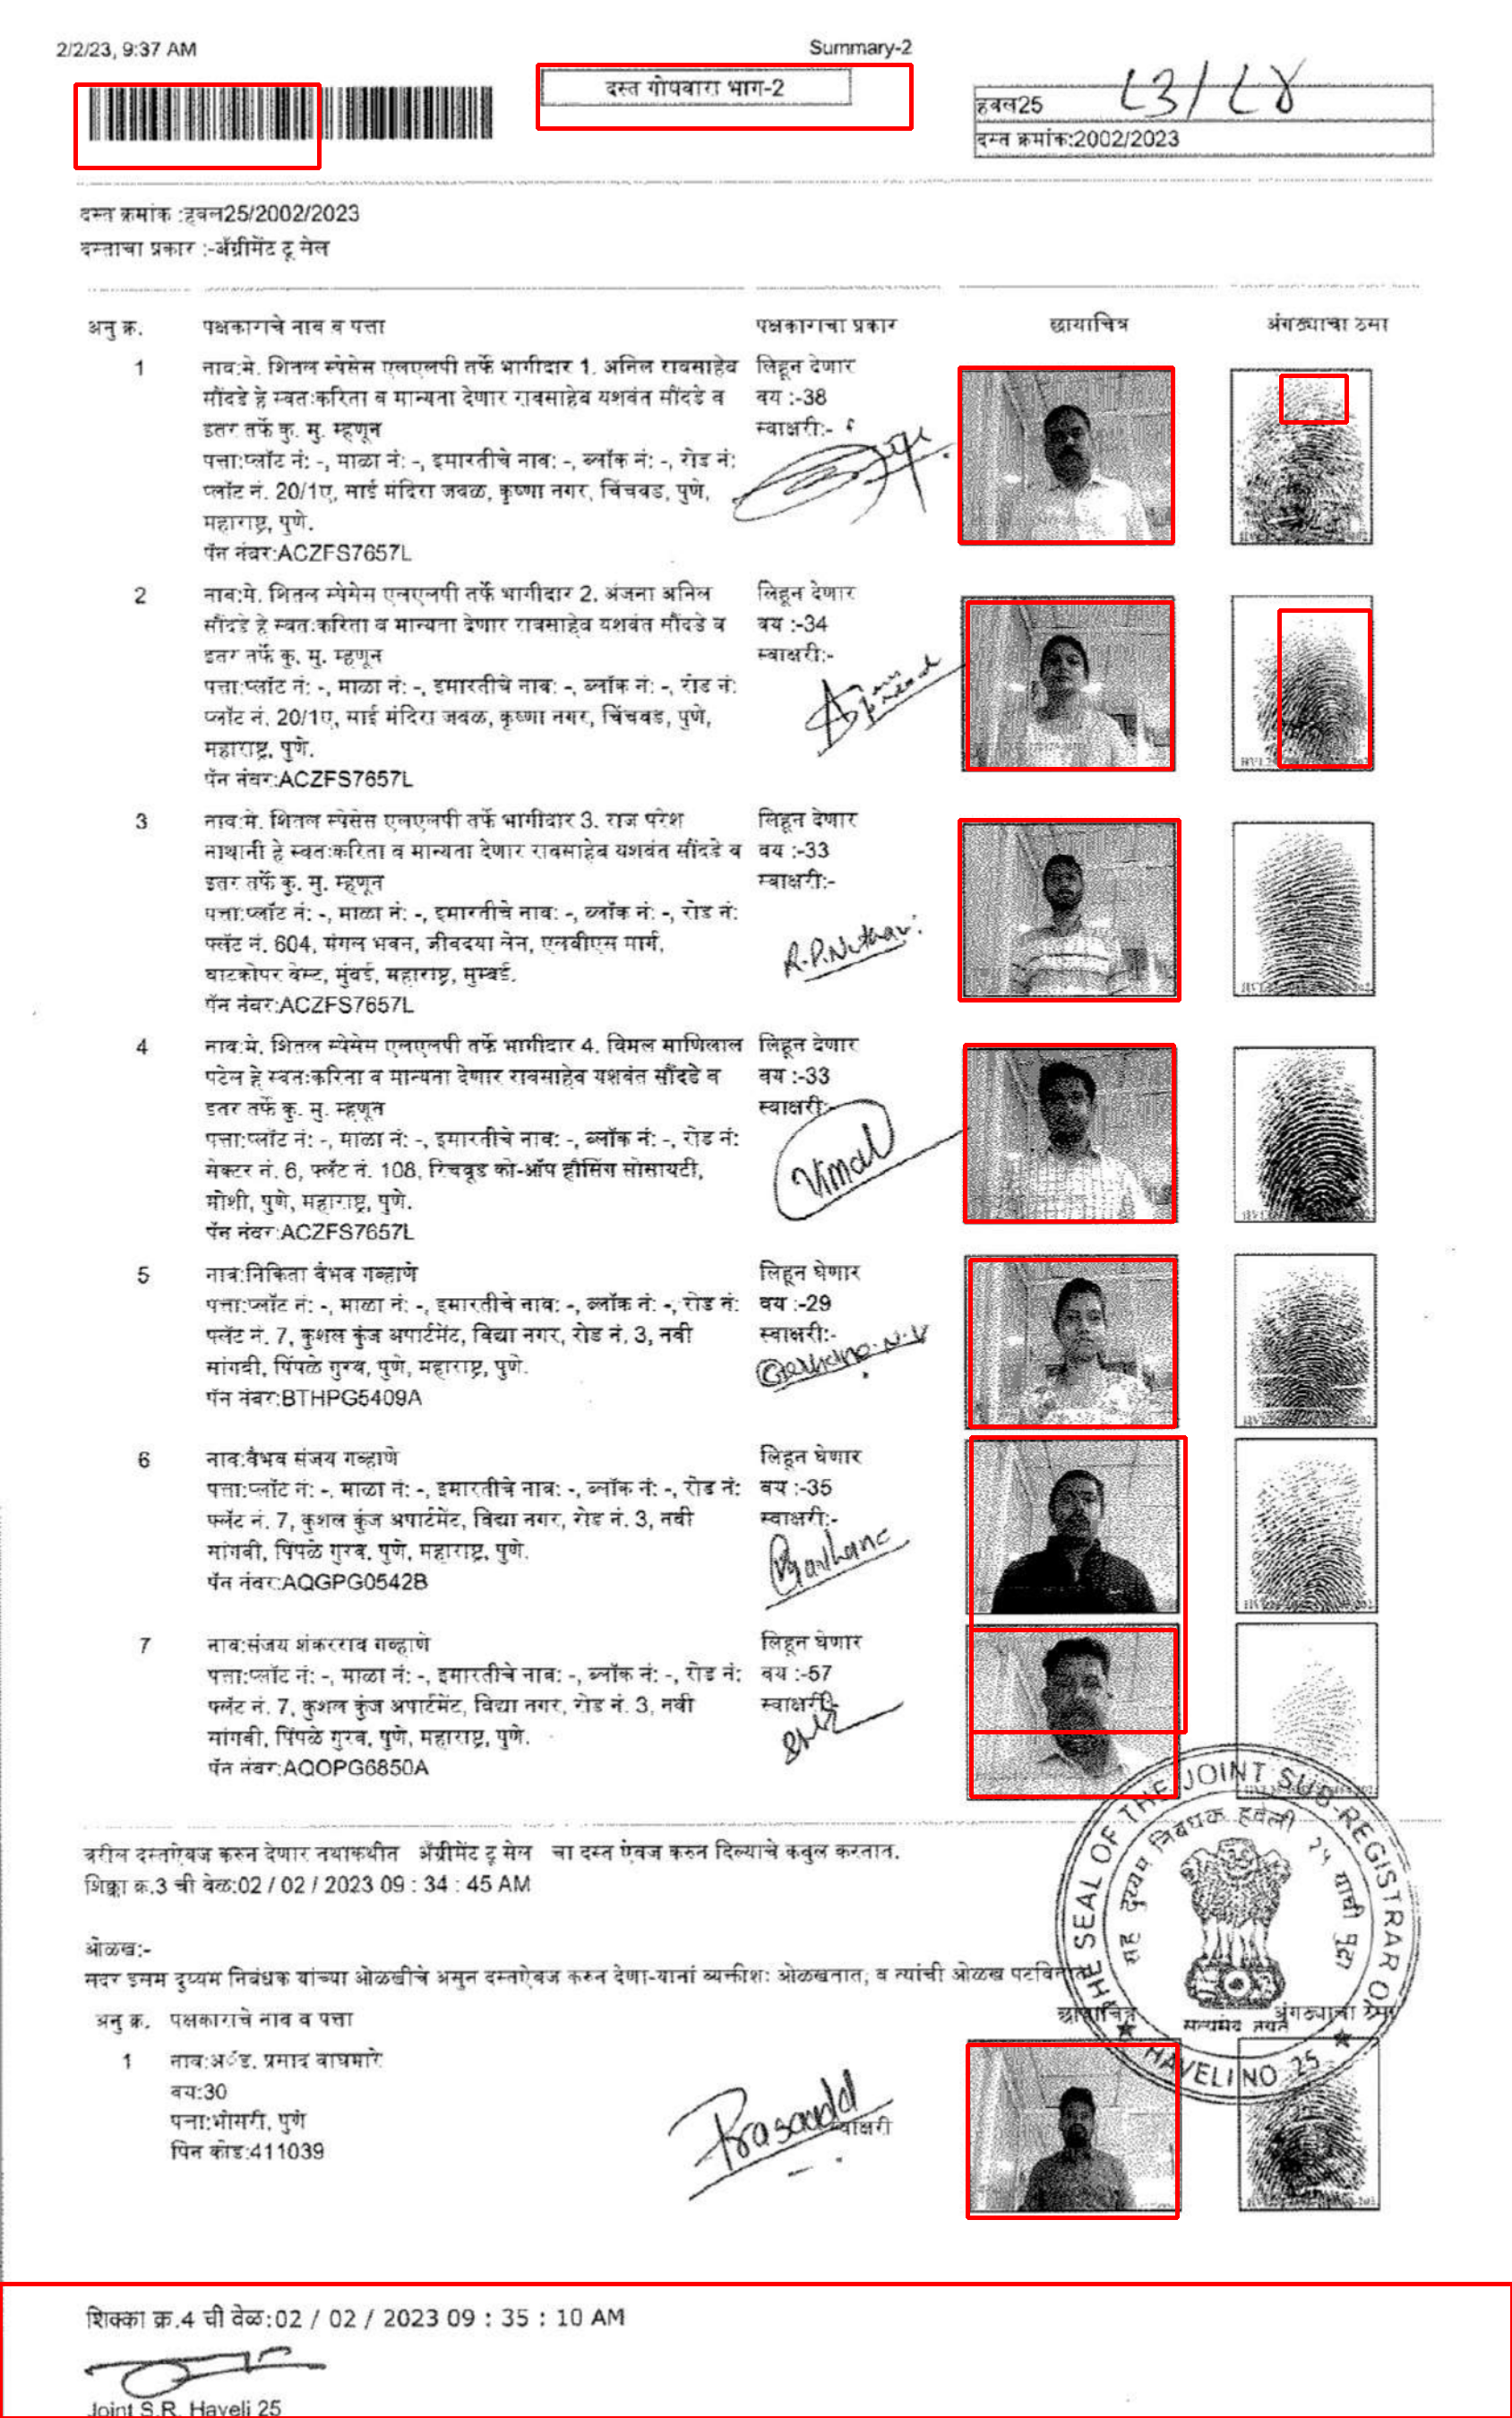 2/2/23, 9:37 AM
Summary-2
दस्त गोषवारा भाग-2
हवल25
दस्त क्रमांक:2002/2023
दस्त क्रमांक :हवल25/2002/2023
दस्ताचा प्रकार :-अँग्रीमेंट टू सेल
अनु क्र. पक्षकाराचे नाव व पत्ता पक्षकाराचा प्रकार छायाचित्र अंगठ्याचा ठसा
1 नाव:मे. शितल स्पेसेस एलएलपी तर्फे भागीदार 1. अनिल रावसाहेब लिहून देणार
सौंदडे हे स्वतःकरिता व मान्यता देणार रावसाहेब यशवंत सौंदडे व वय :-38
इतर तर्फे कु. मु. म्हणून स्वाक्षरी:-
पत्ता:प्लॉट नं: -, माळा नं: -, इमारतीचे नाव: -, ब्लॉक नं: -, रोड नं:
प्लॉट नं. 20/1ए, साई मंदिरा जवळ, कृष्णा नगर, चिंचवड, पुणे,
महाराष्ट्र, पुणे.
पॅन नंबर:ACZFS7657L
2 नाव:मे. शितल स्पेसेस एलएलपी तर्फे भागीदार 2. अंजना अनिल लिहून देणार
सौंदडे हे स्वतःकरिता व मान्यता देणार रावसाहेब यशवंत सौंदडे व वय :-34
इतर तर्फे कु. मु. म्हणून स्वाक्षरी:-
पत्ता:प्लॉट नं: -, माळा नं: -, इमारतीचे नाव: -, ब्लॉक नं: -, रोड नं:
प्लॉट नं. 20/1ए, साई मंदिरा जवळ, कृष्णा नगर, चिंचवड, पुणे,
महाराष्ट्र, पुणे.
पॅन नंबर:ACZFS7657L
3 नाव:मे. शितल स्पेसेस एलएलपी तर्फे भागीदार 3. राज परेश लिहून देणार
नाथानी हे स्वतःकरिता व मान्यता देणार रावसाहेब यशवंत सौंदडे व वय :-33
इतर तर्फे कु. मु. म्हणून स्वाक्षरी:-
पत्ता:प्लॉट नं: -, माळा नं: -, इमारतीचे नाव: -, ब्लॉक नं: -, रोड नं:
फ्लॅट नं. 604, मंगल भवन, जीवदया लेन, एलबीएस मार्ग,
घाटकोपर वेस्ट, मुंबई, महाराष्ट्र, मुम्बई.
पॅन नंबर:ACZFS7657L
4 नाव:मे. शितल स्पेसेस एलएलपी तर्फे भागीदार 4. विमल माणिलाल लिहून देणार
पटेल हे स्वतःकरिता व मान्यता देणार रावसाहेब यशवंत सौंदडे व वय :-33
इतर तर्फे कु. मु. म्हणून स्वाक्षरी:-
Vimal
पत्ता:प्लॉट नं: -, माळा नं: -, इमारतीचे नाव: -, ब्लॉक नं: -, रोड नं:
सेक्टर नं. 6, फ्लॅट नं. 108, रिचवूड को-ऑप हौसिंग सोसायटी,
मोशी, पुणे, महाराष्ट्र, पुणे.
पॅन नंबर:ACZFS7657L
5 नाव:निकिता वैभव गव्हाणे लिहून घेणार
पत्ता:प्लॉट नं: -, माळा नं: -, इमारतीचे नाव: -, ब्लॉक नं: -, रोड नं: वय :-29
फ्लॅट नं. 7, कुशल कुंज अपार्टमेंट, विद्या नगर, रोड नं. 3, नवी स्वाक्षरी:-
सांगवी, पिंपळे गुरव, पुणे, महाराष्ट्र, पुणे.
पॅन नंबर:BTHPG5409A
6 नाव:वैभव संजय गव्हाणे लिहून घेणार
पत्ता:प्लॉट नं: -, माळा नं: -, इमारतीचे नाव: -, ब्लॉक नं: -, रोड नं: वय :-35
फ्लॅट नं. 7, कुशल कुंज अपार्टमेंट, विद्या नगर, रोड नं. 3, नवी स्वाक्षरी:-
सांगवी, पिंपळे गुरव, पुणे, महाराष्ट्र, पुणे.
पॅन नंबर:AQGPG0542B
7 नाव:संजय शंकरराव गव्हाणे लिहून घेणार
पत्ता:प्लॉट नं: -, माळा नं: -, इमारतीचे नाव: -, ब्लॉक नं: -, रोड नं: वय :-57
फ्लॅट नं. 7, कुशल कुंज अपार्टमेंट, विद्या नगर, रोड नं. 3, नवी स्वाक्षरी:-
सांगवी, पिंपळे गुरव, पुणे, महाराष्ट्र, पुणे.
पॅन नंबर:AQOPG6850A
THE SEAL OF THE JOINT SUB-REGISTRAR O
सह दुय्यम निबंधक हवेली २५ यांची मुद्रा
सत्यमेव जयते
HAVELI NO 25
वरील दस्तऐवज करुन देणार तथाकथीत अँग्रीमेंट टू सेल चा दस्त ऐवज करुन दिल्याचे कबुल करतात.
शिक्का क्र.3 ची वेळ:02 / 02 / 2023 09 : 34 : 45 AM
ओळख:-
सदर इसम दुय्यम निबंधक यांच्या ओळखीचे असुन दस्तऐवज करुन देणा-यानां व्यक्तीशः ओळखतात, व त्यांची ओळख पटवितात
अनु क्र. पक्षकाराचे नाव व पत्ता छायाचित्र अंगठ्याचा ठसा
1 नाव:अॅड. प्रसाद वाघमारे
वय:30
पत्ता:भोसरी, पुणे
पिन कोड:411039
स्वाक्षरी
शिक्का क्र.4 ची वेळ:02 / 02 / 2023 09 : 35 : 10 AM
Joint S.R. Haveli 25